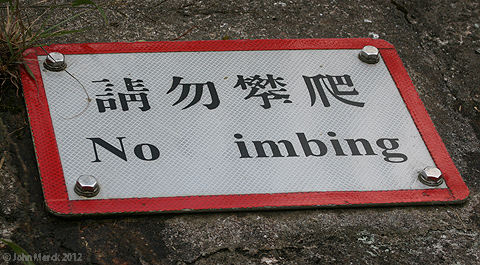 請勿攀爬
No imbing
© John Merck 2012